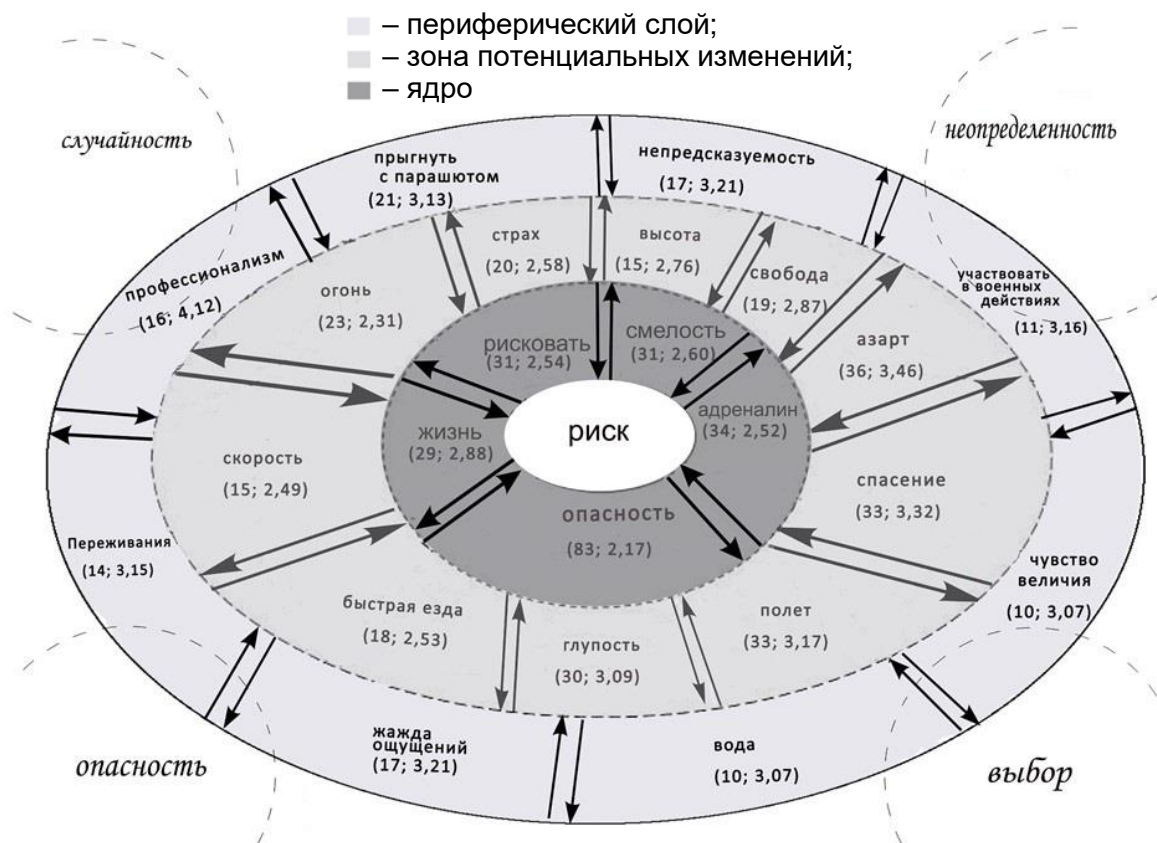 – периферический слой;
– зона потенциальных изменений;
– ядро
случайность
неопределенность
прыгнуть
с парашютом
(21; 3,13)
непредсказуемость
(17; 3,21)
профессионализм
(16; 4,12)
участвовать
в военных
действиях
(11; 3,16)
страх
(20; 2,58)
высота
(15; 2,76)
свобода
(19; 2,87)
огонь
(23; 2,31)
азарт
(36; 3,46)
рисковать
(31; 2,54)
смелость
(31; 2,60)
жизнь
(29; 2,88)
риск
адреналин
(34; 2,52)
скорость
(15; 2,49)
спасение
(33; 3,32)
опасность
(83; 2,17)
Переживания
(14; 3,15)
чувство
величия
(10; 3,07)
быстрая езда
(18; 2,53)
глупость
(30; 3,09)
полет
(33; 3,17)
жажда
ощущений
(17; 3,21)
вода
(10; 3,07)
опасность
выбор